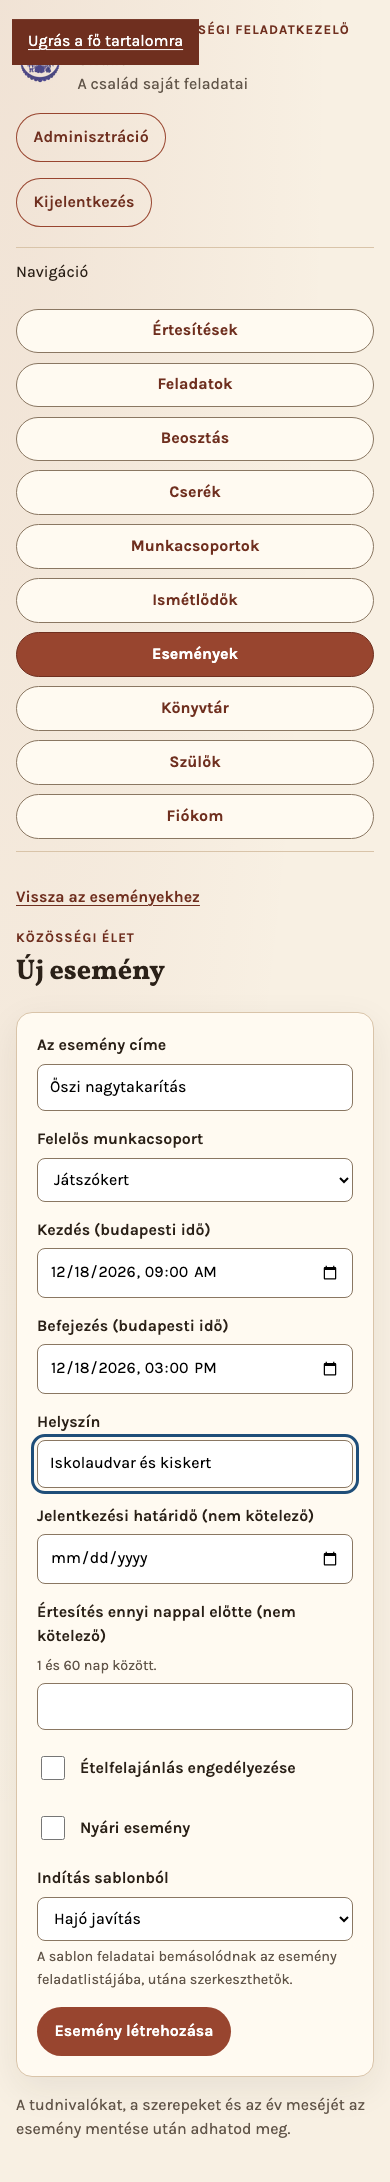 Ugrás a fő tartalomra
SÉGI FELADATKEZELŐ
A család saját feladatai
Adminisztráció
Kijelentkezés
Navigáció
Értesítések
Feladatok
Beosztás
Cserék
Munkacsoportok
Ismétlődők
Események
Könyvtár
Szülők
Fiókom
Vissza az eseményekhez
KÖZÖSSÉGI ÉLET
Új esemény
Az esemény címe
Őszi nagytakarítás
Felelős munkacsoport
Játszókert
Kezdés (budapesti idő)
12/18/2026, 09:00 AM
Befejezés (budapesti idő)
12/18/2026, 03:00 PM
Helyszín
Iskolaudvar és kiskert
Jelentkezési határidő (nem kötelező)
mm/dd/yyyy
Értesítés ennyi nappal előtte (nem
kötelező)
1 és 60 nap között.
Ételfelajánlás engedélyezése
Nyári esemény
Indítás sablonból
Hajó javítás
A sablon feladatai bemásolódnak az esemény
feladatlistájába, utána szerkeszthetők.
Esemény létrehozása
A tudnivalókat, a szerepeket és az év meséjét az
esemény mentése után adhatod meg.